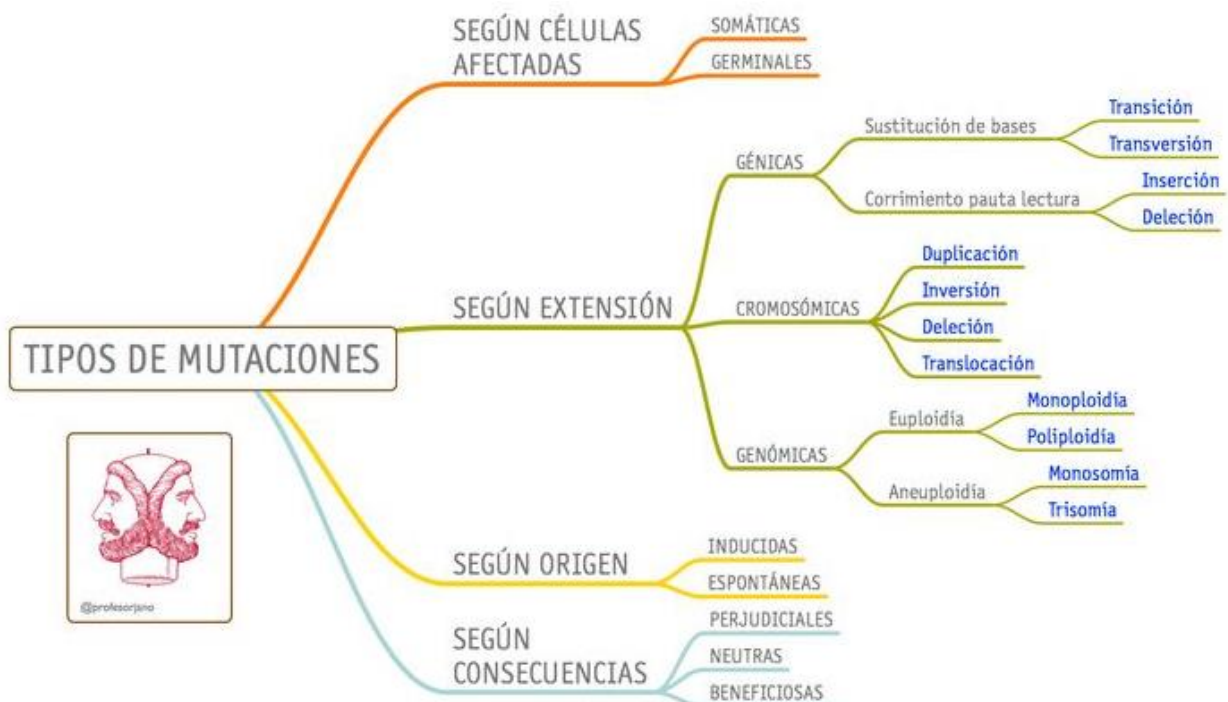 TIPOS DE MUTACIONES
@profesorjano
SEGÚN CÉLULAS
AFECTADAS
SOMÁTICAS
GERMINALES
SEGÚN EXTENSIÓN
GÉNICAS
Sustitución de bases
Transición
Transversión
Corrimiento pauta lectura
Inserción
Deleción
CROMOSÓMICAS
Duplicación
Inversión
Deleción
Translocación
GENÓMICAS
Euploidía
Monoploidía
Poliploidía
Aneuploidía
Monosomía
Trisomía
SEGÚN ORIGEN
INDUCIDAS
ESPONTÁNEAS
SEGÚN
CONSECUENCIAS
PERJUDICIALES
NEUTRAS
BENEFICIOSAS